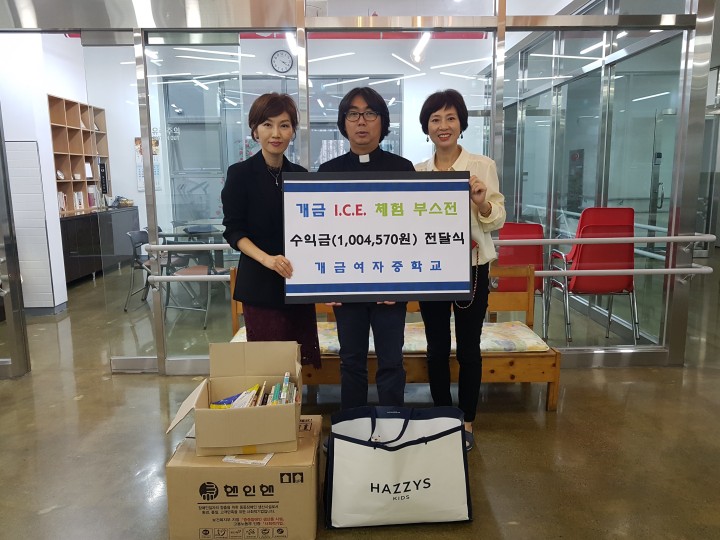 개금 I.C.E. 체험 부스전
수익금(1,004,570원) 전달식
개금여자중학교
HAZZYS
KIDS
핸인핸